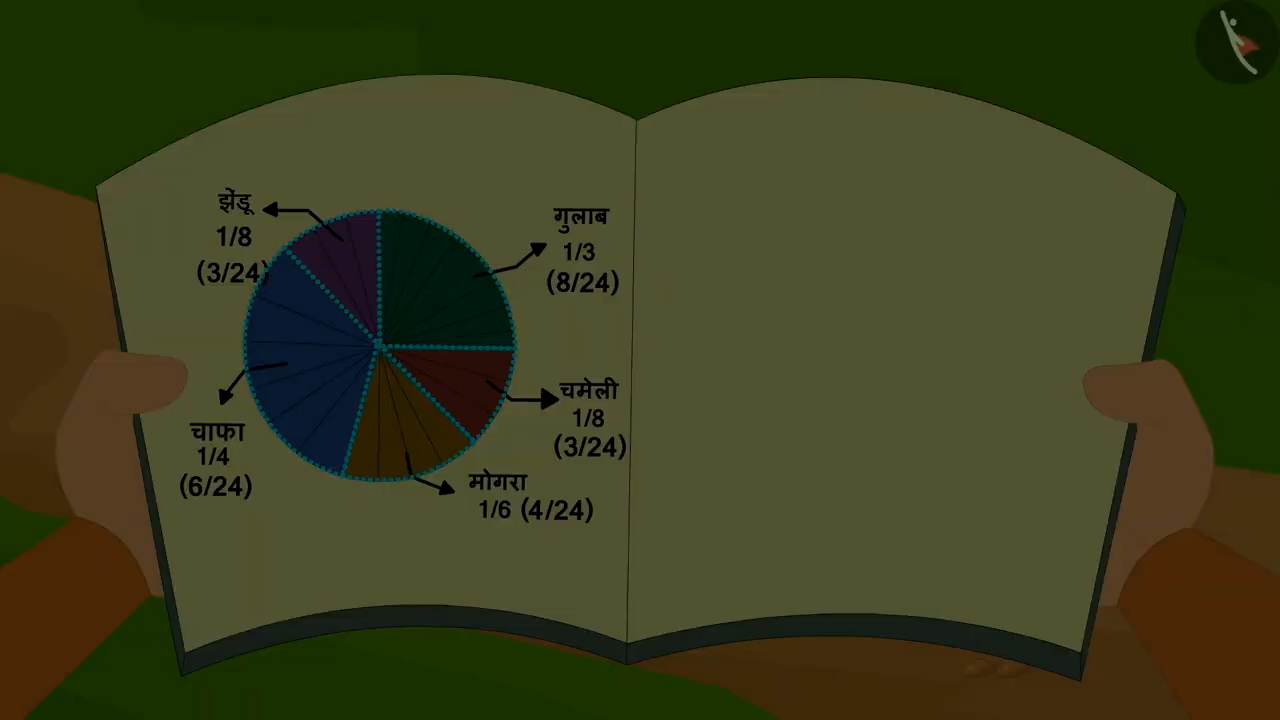 झेंडू
1/8
(3/24)
गुलाब
1/3
(8/24)
चमेली
1/8
(3/24)
चाफा
1/4
(6/24)
मोगरा
1/6 (4/24)